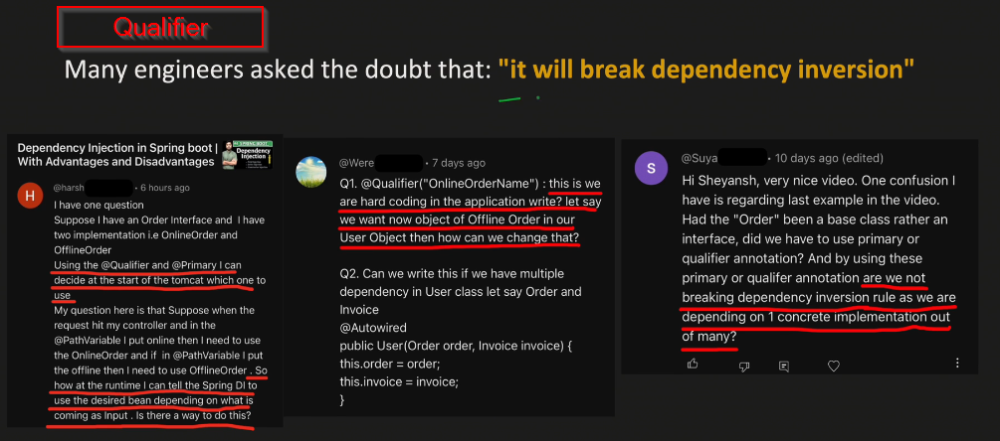 Qualifier
Many engineers asked the doubt that: "it will break dependency inversion"
Dependency Injection in Spring boot |
With Advantages and Disadvantages
SPRING BOOT
Dependency
Injection
H
@harsh · 6 hours ago
I have one question
Suppose I have an Order Interface and I have
two implementation i.e OnlineOrder and
OfflineOrder
Using the @Qualifier and @Primary I can
decide at the start of the tomcat which one to
use
My question here is that Suppose when the
request hit my controller and in the
@PathVariable I put online then I need to use
the OnlineOrder and if in @PathVariable I put
the offline then I need to use OfflineOrder . So
how at the runtime I can tell the Spring DI to
use the desired bean depending on what is
coming as Input . Is there a way to do this?
@Were · 7 days ago
Q1. @Qualifier("OnlineOrderName") : this is we
are hard coding in the application write? let say
we want now object of Offline Order in our
User Object then how can we change that?
Q2. Can we write this if we have multiple
dependency in User class let say Order and
Invoice
@Autowired
public User(Order order, Invoice invoice) {
this.order = order;
this.invoice = invoice;
}
S
@Suya · 10 days ago (edited)
Hi Sheyansh, very nice video. One confusion I
have is regarding last example in the video.
Had the "Order" been a base class rather an
interface, did we have to use primary or
qualifier annotation? And by using these
primary or qualifer annotation are we not
breaking dependency inversion rule as we are
depending on 1 concrete implementation out
of many?